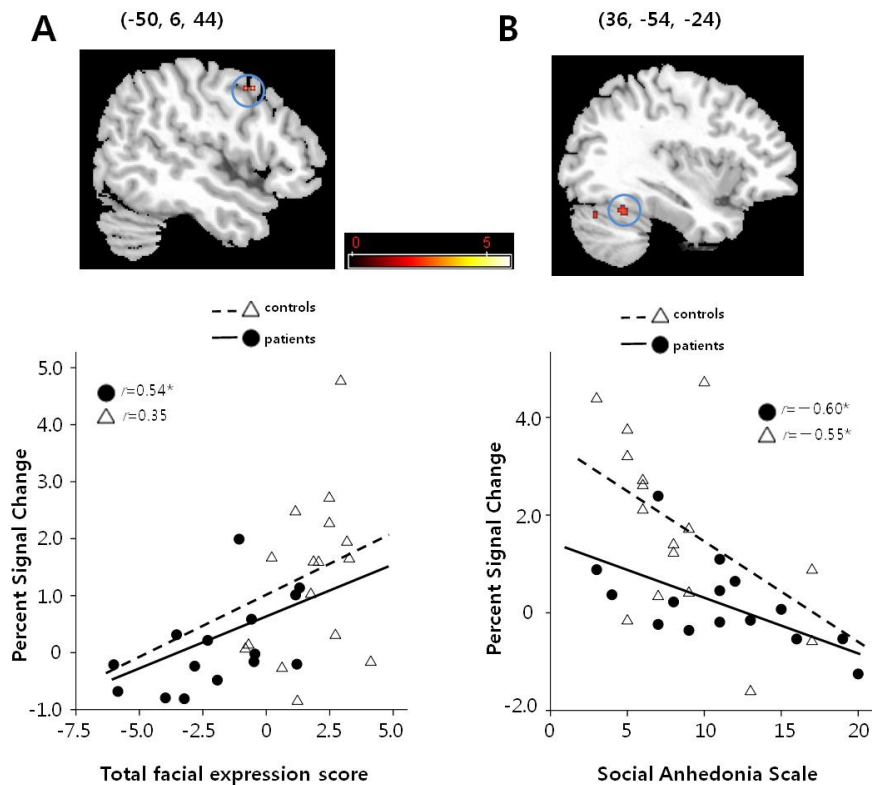 A
(-50, 6, 44)
B
(36, -54, -24)
0 5
controls
patients
r=0.54*
r=0.35
Percent Signal Change
5.0
4.0
3.0
2.0
1.0
0
-1.0
-7.5 -5.0 -2.5 0 2.5 5.0
Total facial expression score
controls
patients
r=−0.60*
r=−0.55*
Percent Signal Change
4.0
2.0
0
-2.0
0 5 10 15 20
Social Anhedonia Scale